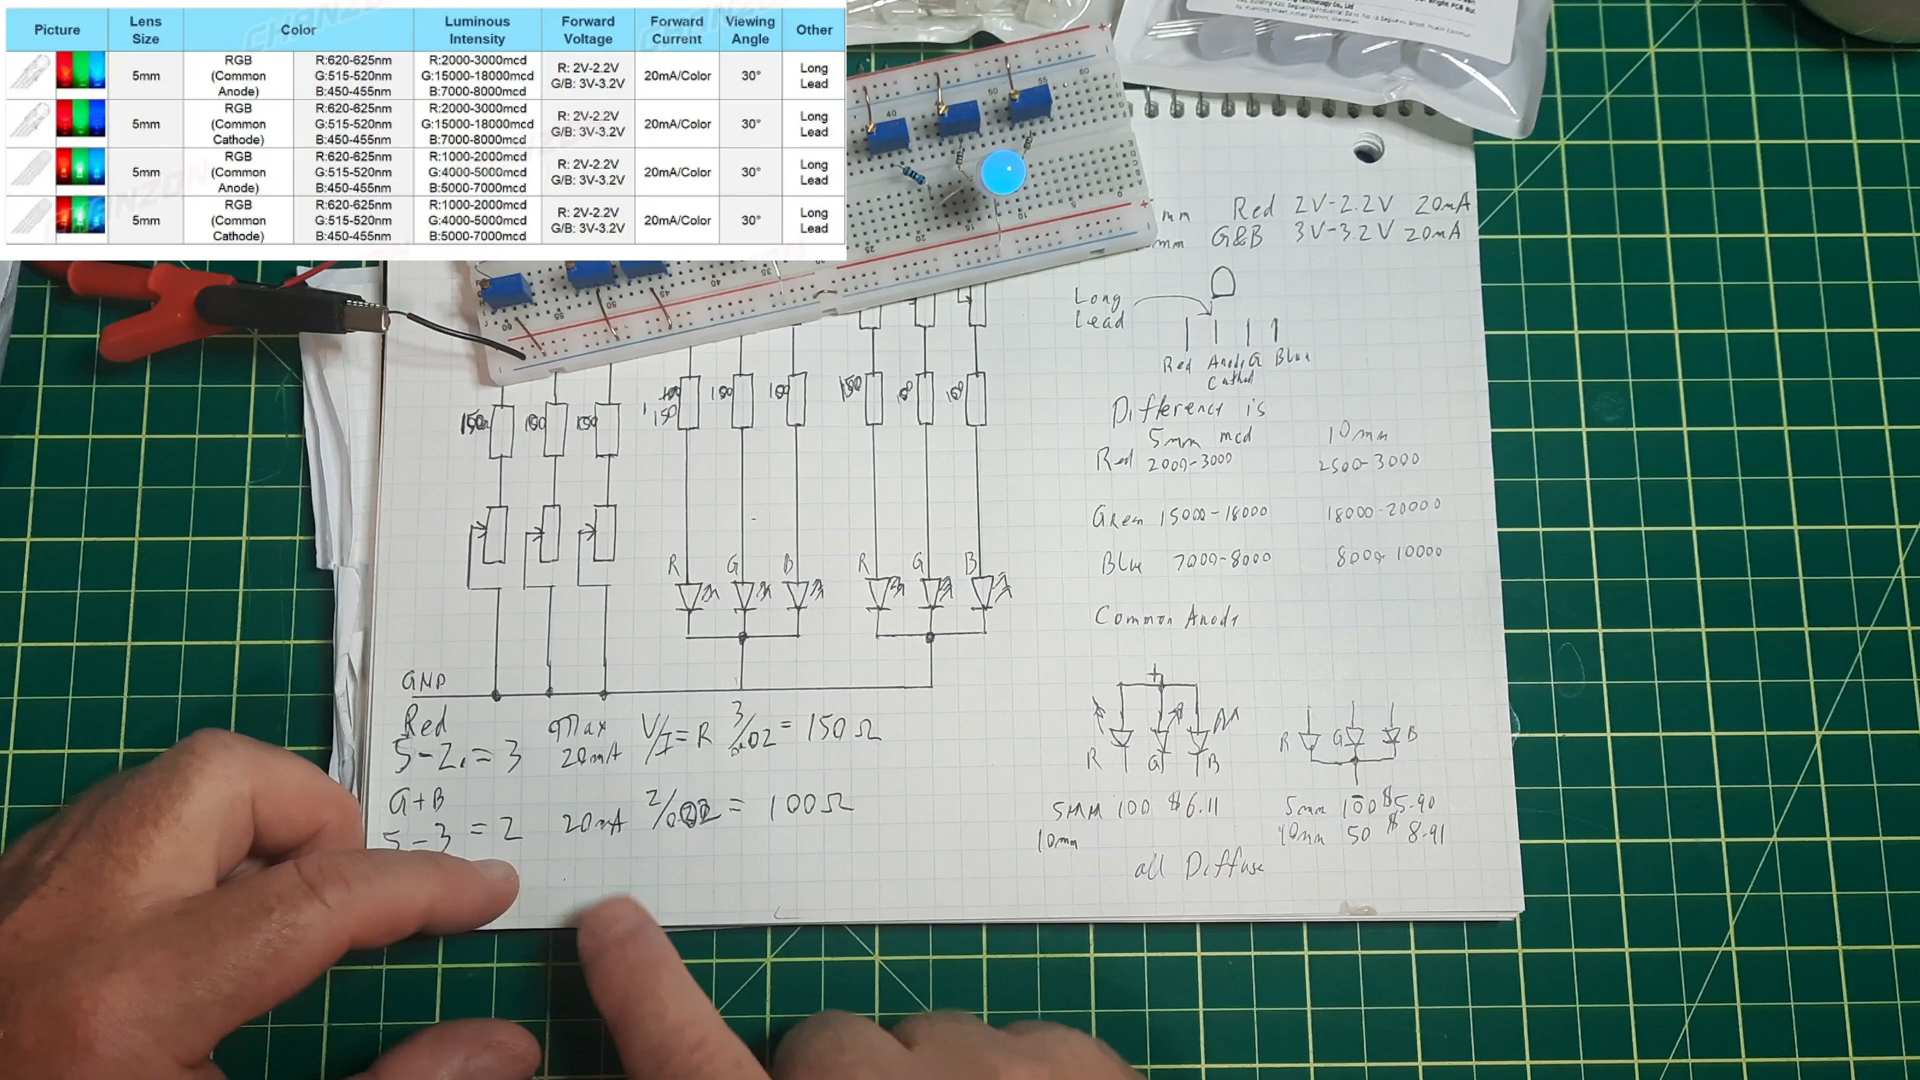 Picture Lens Size Color Luminous Intensity Forward Voltage Forward Current Viewing Angle Other
5mm RGB (Common Anode) R:620-625nm G:515-520nm B:450-455nm R:2000-3000mcd G:15000-18000mcd B:7000-8000mcd R: 2V-2.2V G/B: 3V-3.2V 20mA/Color 30° Long Lead
5mm RGB (Common Cathode) R:620-625nm G:515-520nm B:450-455nm R:2000-3000mcd G:15000-18000mcd B:7000-8000mcd R: 2V-2.2V G/B: 3V-3.2V 20mA/Color 30° Long Lead
5mm RGB (Common Anode) R:620-625nm G:515-520nm B:450-455nm R:1000-2000mcd G:4000-5000mcd B:5000-7000mcd R: 2V-2.2V G/B: 3V-3.2V 20mA/Color 30° Long Lead
5mm RGB (Common Cathode) R:620-625nm G:515-520nm B:450-455nm R:1000-2000mcd G:4000-5000mcd B:5000-7000mcd R: 2V-2.2V G/B: 3V-3.2V 20mA/Color 30° Long Lead
CHANZON
mm Red 2V-2.2V 20mA
mm G&B 3V-3.2V 20mA
Long
Lead
Red Anode G Blue
Cathod
Difference is
5mm mcd 10mm
Red 2000-3000 2500-3000
Green 15000-18000 18000-20000
Blue 7000-8000 8000-10000
Common Anode
+
R G B R G B
5mm 100 $6.11 5mm 100 $5.90
10mm 10mm 50 $8.91
all Diffuse
150 150 100 100 150
R G B R G B
GND
Red max V/I = R 3/.02 = 150Ω
5-2. = 3 20mA
G+B
5-3 = 2 20mA 2/.02 = 100Ω